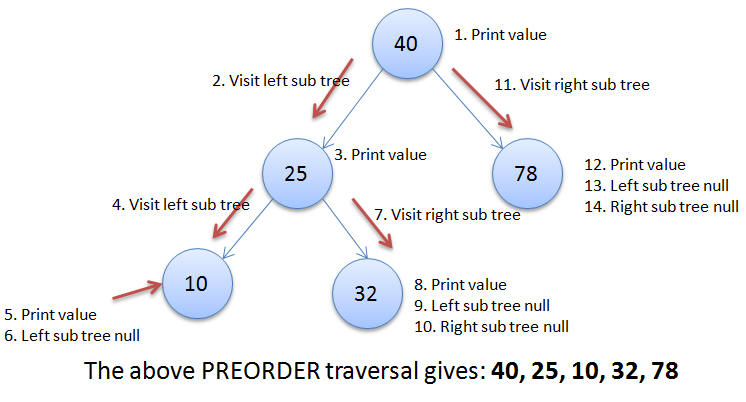 40
1. Print value
2. Visit left sub tree
11. Visit right sub tree
3. Print value
25
78
12. Print value
13. Left sub tree null
14. Right sub tree null
4. Visit left sub tree
7. Visit right sub tree
10
32
8. Print value
9. Left sub tree null
10. Right sub tree null
5. Print value
6. Left sub tree null
The above PREORDER traversal gives: 40, 25, 10, 32, 78